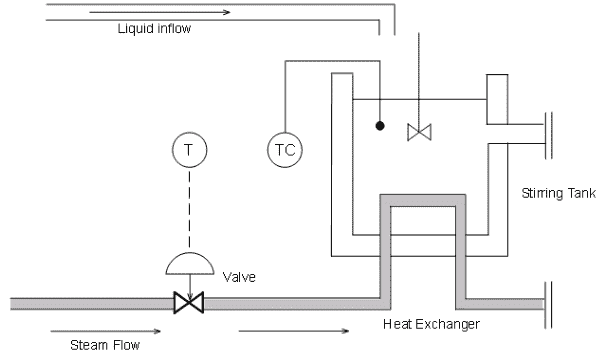 Liquid inflow
T
TC
Stirring Tank
Valve
Heat Exchanger
Steam Flow